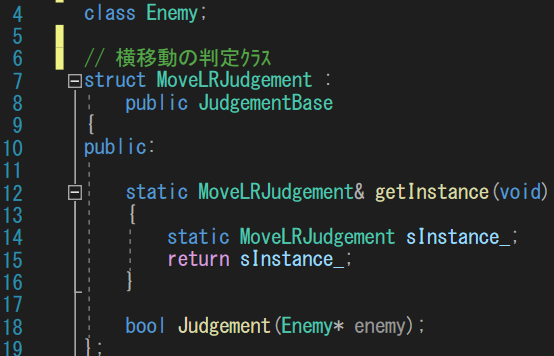 4 class Enemy;
5
6 // 横移動の判定ｸﾗｽ
7 struct MoveLRJudgement :
8 public JudgementBase
9 {
10 public:
11
12 static MoveLRJudgement& getInstance(void)
13 {
14 static MoveLRJudgement sInstance_;
15 return sInstance_;
16 }
17
18 bool Judgement(Enemy* enemy);
19 };